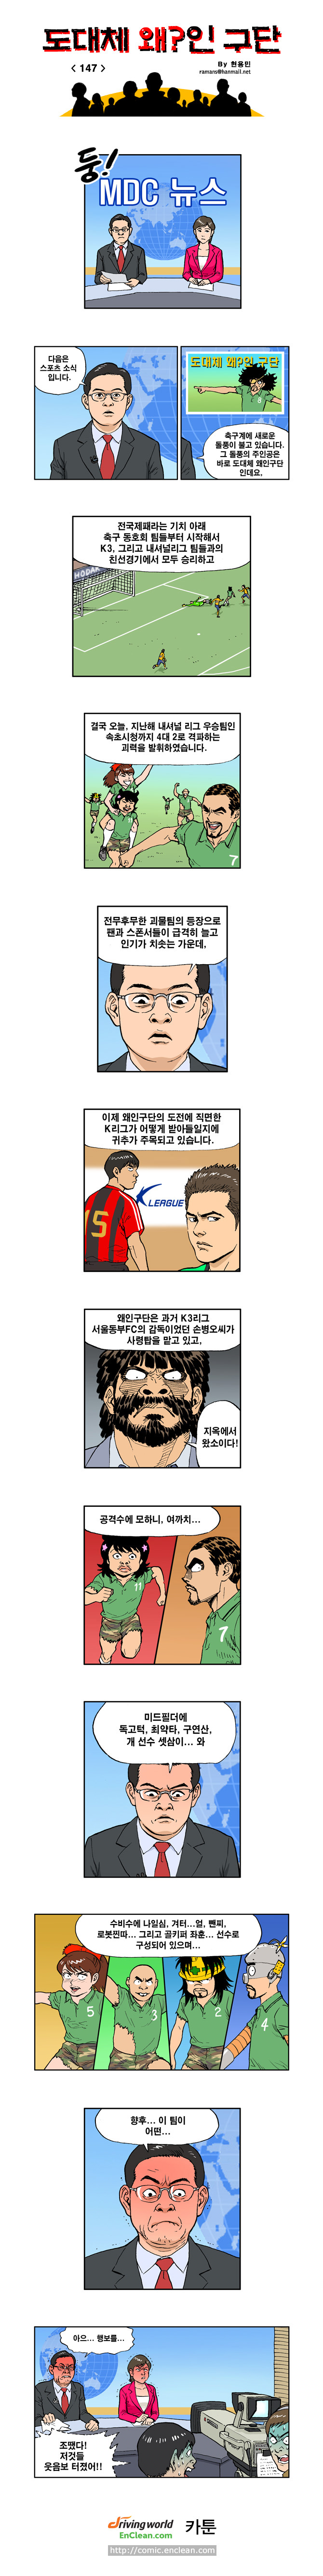 도대체 왜?인 구단
< 147 >
By 현용민
ramans@hanmail.net
둥!
MDC 뉴스
다음은
스포츠 소식
입니다.
도대체 왜?인 구단
축구계에 새로운
돌풍이 불고 있습니다.
그 돌풍의 주인공은
바로 도대체 왜인구단
인데요,
전국제패라는 기치 아래
축구 동호회 팀들부터 시작해서
K3, 그리고 내셔널리그 팀들과의
친선경기에서 모두 승리하고
결국 오늘, 지난해 내셔널 리그 우승팀인
속초시청까지 4대 2로 격파하는
괴력을 발휘하였습니다.
7
전무후무한 괴물팀의 등장으로
팬과 스폰서들이 급격히 늘고
인기가 치솟는 가운데,
이제 왜인구단의 도전에 직면한
K리그가 어떻게 받아들일지에
귀추가 주목되고 있습니다.
15
K LEAGUE
왜인구단은 과거 K3리그
서울동부FC의 감독이었던 손병오씨가
사령탑을 맡고 있고,
지옥에서
왔소이다!
공격수에 모하니, 여까치...
11
7
미드필더에
독고턱, 최약타, 구연산,
개 선수 셋삼이... 와
수비수에 나일심, 겨터...얼, 뺀찌,
로봇찐따... 그리고 골키퍼 좌훈... 선수로
구성되어 있으며...
5
3
2
4
향후... 이 팀이
어떤...
아으... 행보를...
조땠다!
저것들
웃음보 터졌어!!
drivingworld
EnClean.com
카툰
http://comic.enclean.com